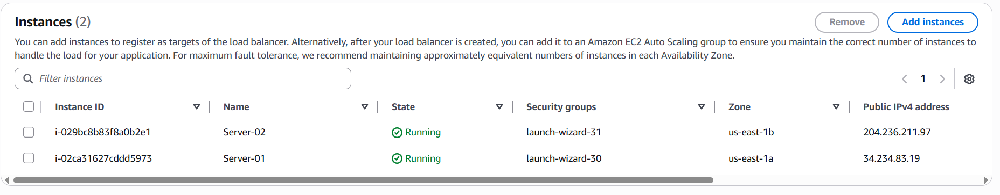 Instances (2)
Remove
Add instances
You can add instances to register as targets of the load balancer. Alternatively, after your load balancer is created, you can add it to an Amazon EC2 Auto Scaling group to ensure you maintain the correct number of instances to
handle the load for your application. For maximum fault tolerance, we recommend maintaining approximately equivalent numbers of instances in each Availability Zone.
Filter instances
1
Instance ID Name State Security groups Zone Public IPv4 address
i-029bc8b83f8a0b2e1 Server-02 Running launch-wizard-31 us-east-1b 204.236.211.97
i-02ca31627cddd5973 Server-01 Running launch-wizard-30 us-east-1a 34.234.83.19